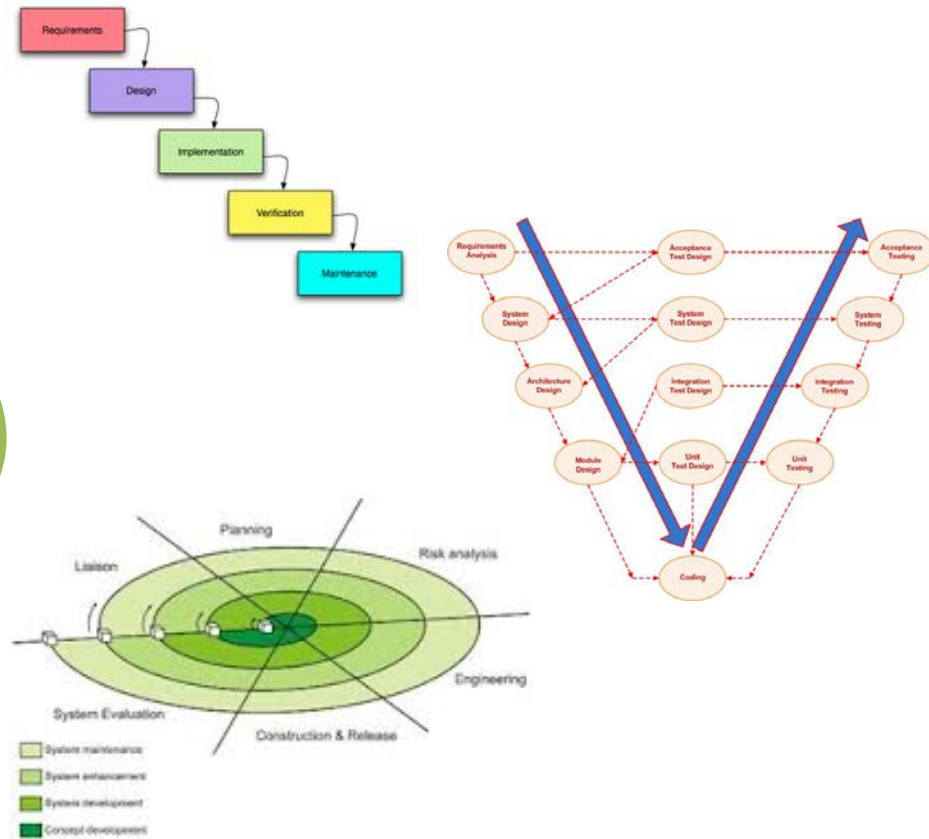 Requirements
Design
Implementation
Verification
Maintenance
Requirements
Analysis
Acceptance
Test Design
Acceptance
Testing
System
Design
System
Test Design
System
Testing
Architecture
Design
Integration
Test Design
Integration
Testing
Module
Design
Unit
Test Design
Unit
Testing
Coding
Planning
Risk analysis
Liaison
Engineering
System Evaluation
Construction & Release
System maintenance
System enhancement
System development
Concept development